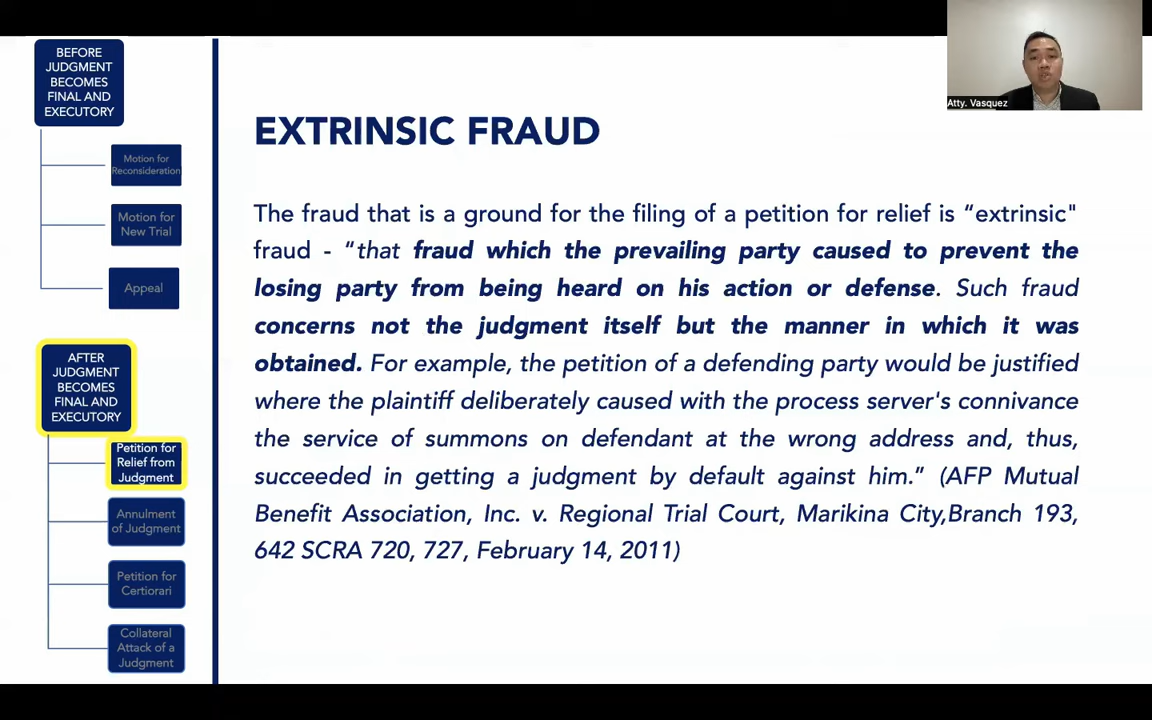 BEFORE
JUDGMENT
BECOMES
FINAL AND
EXECUTORY
Motion for
Reconsideration
Motion for
New Trial
Appeal
AFTER
JUDGMENT
BECOMES
FINAL AND
EXECUTORY
Petition for
Relief from
Judgment
Annulment
of Judgment
Petition for
Certiorari
Collateral
Attack of a
Judgment
EXTRINSIC FRAUD
The fraud that is a ground for the filing of a petition for relief is “extrinsic"
fraud - “that fraud which the prevailing party caused to prevent the
losing party from being heard on his action or defense. Such fraud
concerns not the judgment itself but the manner in which it was
obtained. For example, the petition of a defending party would be justified
where the plaintiff deliberately caused with the process server's connivance
the service of summons on defendant at the wrong address and, thus,
succeeded in getting a judgment by default against him.” (AFP Mutual
Benefit Association, Inc. v. Regional Trial Court, Marikina City,Branch 193,
642 SCRA 720, 727, February 14, 2011)
Atty. Vasquez